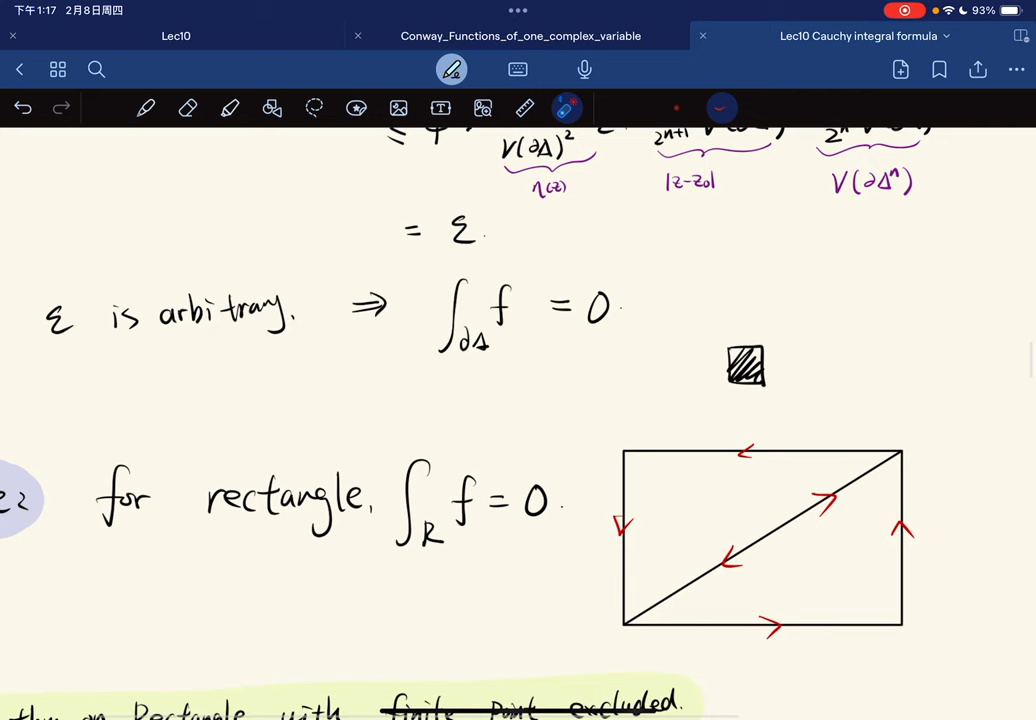 下午1:17 2月8日周四
93%
Lec10
Conway_Functions_of_one_complex_variable
Lec10 Cauchy integral formula
V(∂Δ)² 2ⁿ⁺¹
η(z) |z-z₀| V(∂Δⁿ)
= ε.
ε is arbitrary. ⇒ ∫_∂Δ f = 0.
for rectangle, ∫_R f = 0.
Rectangle with finite point excluded.